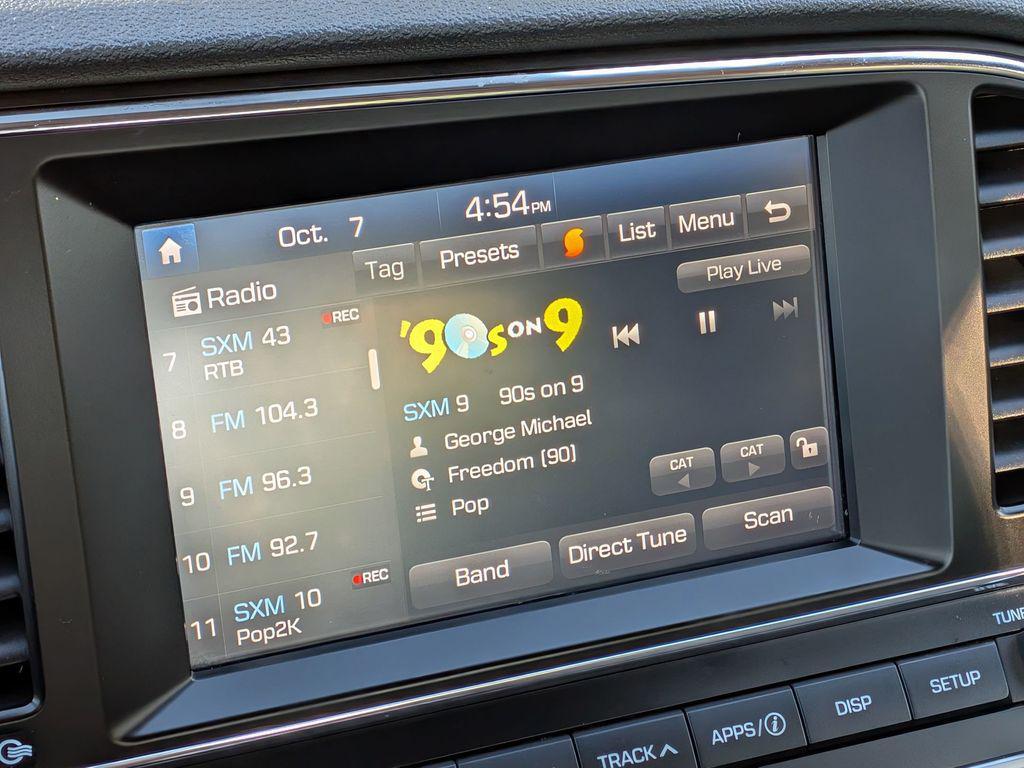 Oct. 7 4:54PM
Tag Presets List Menu
Radio
Play Live
7 SXM 43 REC
RTB
8 FM 104.3
9 FM 96.3
10 FM 92.7
11 SXM 10 REC
Pop2K
'90s ON 9
SXM 9 90s on 9
George Michael
Freedom (90)
Pop
CAT CAT
Band Direct Tune Scan
TUNE
TRACK APPS/i DISP SETUP